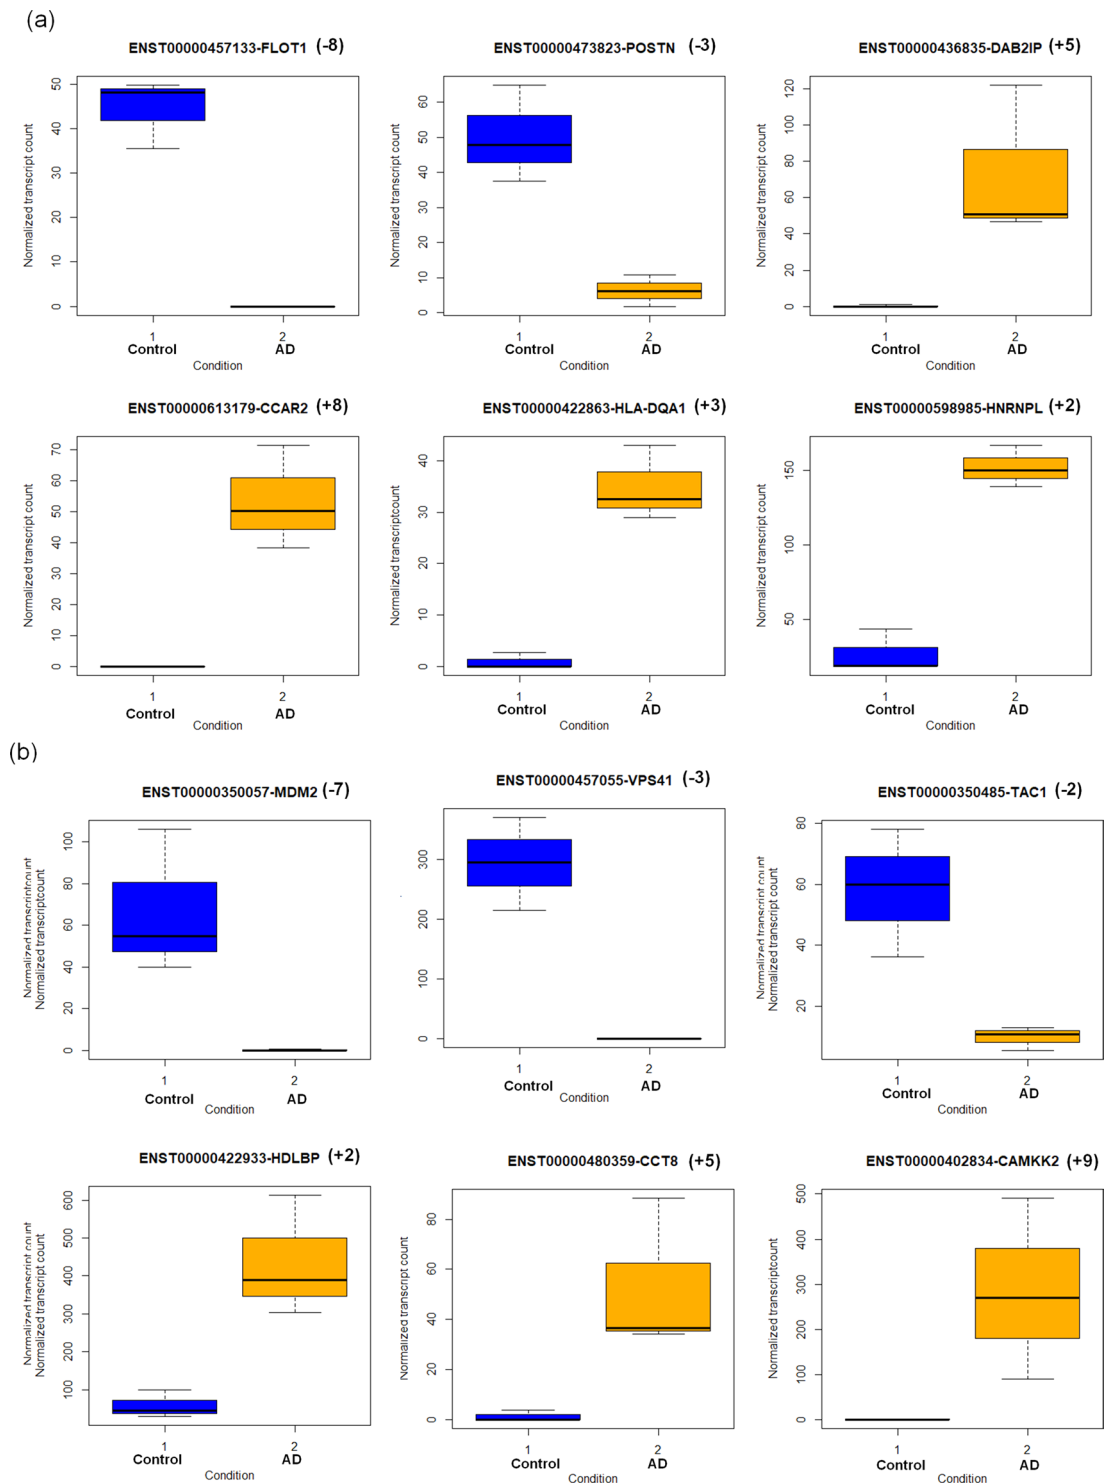 (a)
ENST00000457133-FLOT1 (-8)
Normalized transcript count
50
40
30
20
10
0
1
2
Control
AD
Condition
ENST00000473823-POSTN (-3)
Normalized transcript count
60
50
40
30
20
10
0
1
2
Control
AD
Condition
ENST00000436835-DAB2IP (+5)
Normalized transcript count
120
100
80
60
40
20
0
1
2
Control
AD
Condition
ENST00000613179-CCAR2 (+8)
Normalized transcript count
70
60
50
40
30
20
10
0
1
2
Control
AD
Condition
ENST00000422863-HLA-DQA1 (+3)
Normalized transcriptcount
40
30
20
10
0
1
2
Control
AD
Condition
ENST00000598985-HNRNPL (+2)
Normalized transcript count
150
100
50
1
2
Control
AD
Condition
(b)
ENST00000350057-MDM2 (-7)
Normalized transcriptcount
Normalized transcriptcount
100
80
60
40
20
0
1
2
Control
AD
Condition
ENST00000457055-VPS41 (-3)
Normalized transcript count
300
200
100
0
1
2
Control
AD
Condition
ENST00000350485-TAC1 (-2)
Normalized transcript count
Normalized transcriptcount
80
60
40
20
1
2
Control
AD
Condition
ENST00000422933-HDLBP (+2)
Normalized transcript count
Normalized transcript count
600
500
400
300
200
100
1
2
Control
AD
Condition
ENST00000480359-CCT8 (+5)
Normalized transcript count
80
60
40
20
0
1
2
Control
AD
Condition
ENST00000402834-CAMKK2 (+9)
Normalized transcriptcount
500
400
300
200
100
0
1
2
Control
AD
Condition